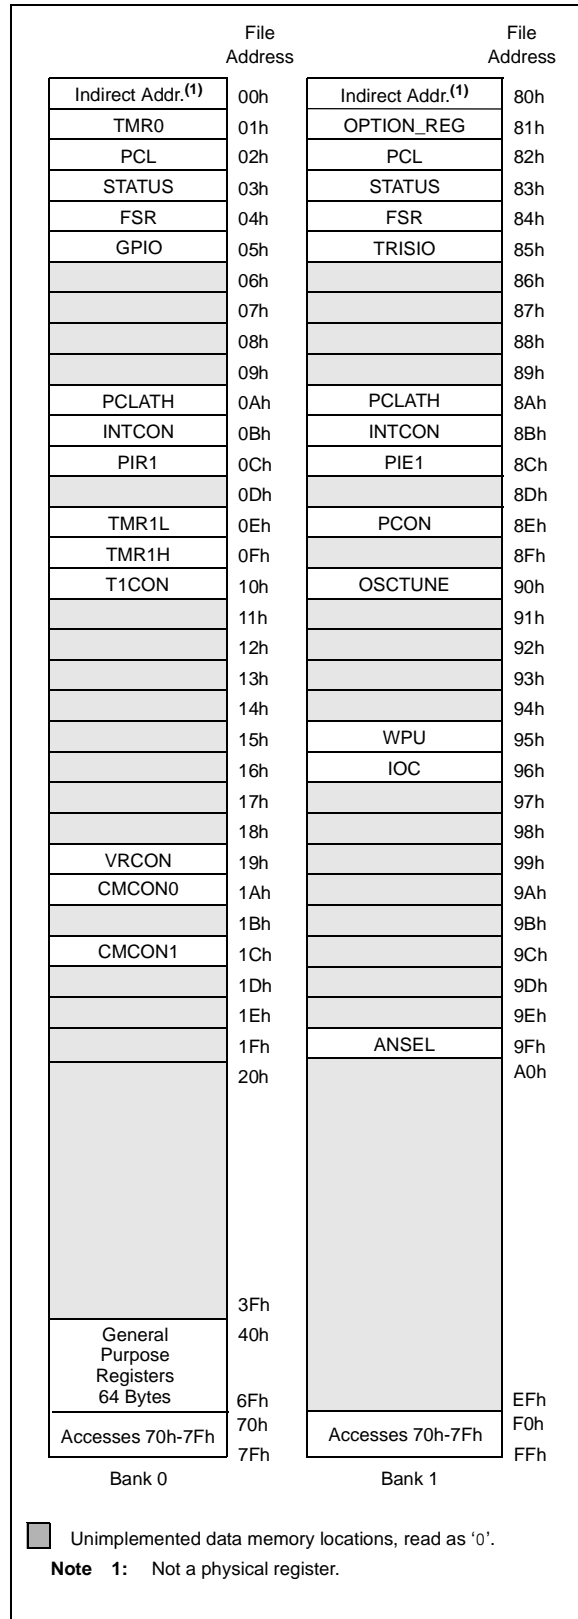 File Address File Address
Indirect Addr.(1) 00h Indirect Addr.(1) 80h
TMR0 01h OPTION_REG 81h
PCL 02h PCL 82h
STATUS 03h STATUS 83h
FSR 04h FSR 84h
GPIO 05h TRISIO 85h
06h 86h
07h 87h
08h 88h
09h 89h
PCLATH 0Ah PCLATH 8Ah
INTCON 0Bh INTCON 8Bh
PIR1 0Ch PIE1 8Ch
0Dh 8Dh
TMR1L 0Eh PCON 8Eh
TMR1H 0Fh 8Fh
T1CON 10h OSCTUNE 90h
11h 91h
12h 92h
13h 93h
14h 94h
15h WPU 95h
16h IOC 96h
17h 97h
18h 98h
VRCON 19h 99h
CMCON0 1Ah 9Ah
1Bh 9Bh
CMCON1 1Ch 9Ch
1Dh 9Dh
1Eh 9Eh
1Fh ANSEL 9Fh
20h A0h
3Fh
General 40h
Purpose
Registers
64 Bytes 6Fh EFh
Accesses 70h-7Fh 70h Accesses 70h-7Fh F0h
7Fh FFh
Bank 0 Bank 1
Unimplemented data memory locations, read as ‘0’.
Note 1: Not a physical register.